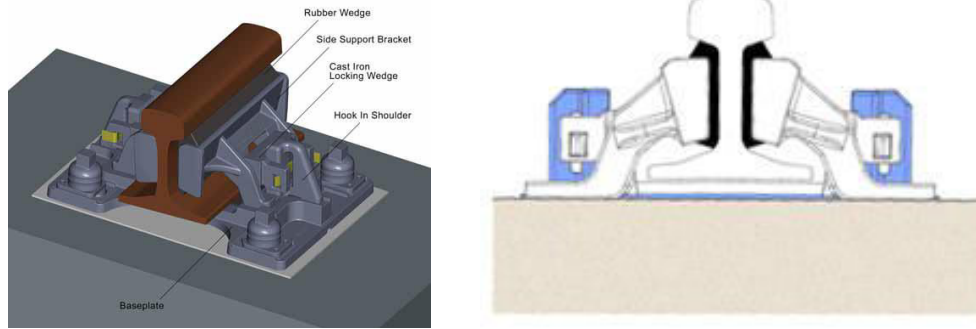 Rubber Wedge
Side Support Bracket
Cast Iron
Locking Wedge
Hook In Shoulder
Baseplate